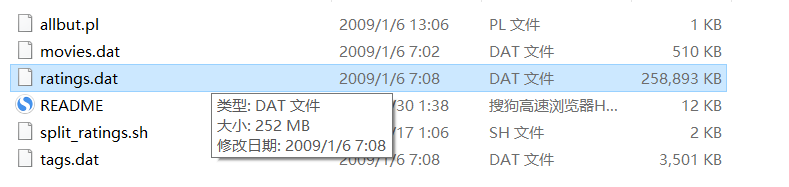 allbut.pl 2009/1/6 13:06 PL 文件 1 KB
movies.dat 2009/1/6 7:02 DAT 文件 510 KB
ratings.dat 2009/1/6 7:08 DAT 文件 258,893 KB
README /30 1:38 搜狗高速浏览器H... 12 KB
split_ratings.sh /17 1:06 SH 文件 2 KB
tags.dat /6 7:08 DAT 文件 3,501 KB
类型: DAT 文件
大小: 252 MB
修改日期: 2009/1/6 7:08